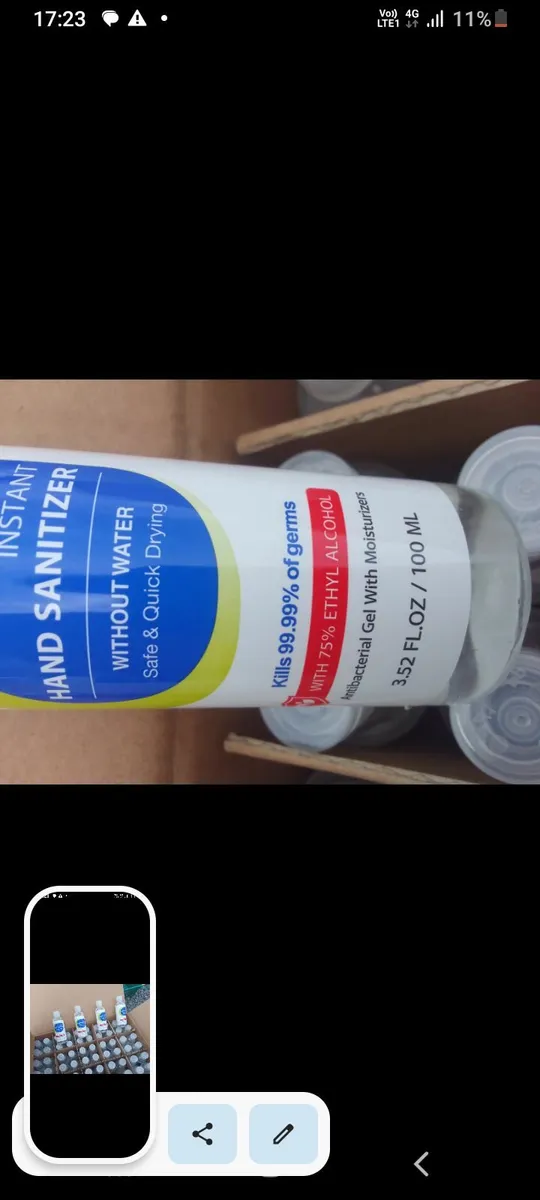 17:23
Vo)) 4G
LTE1
11%
INSTANT
HAND SANITIZER
WITHOUT WATER
Safe & Quick Drying
Kills 99.99% of germs
WITH 75% ETHYL ALCOHOL
Antibacterial Gel With Moisturizers
3.52 FL.OZ / 100 ML